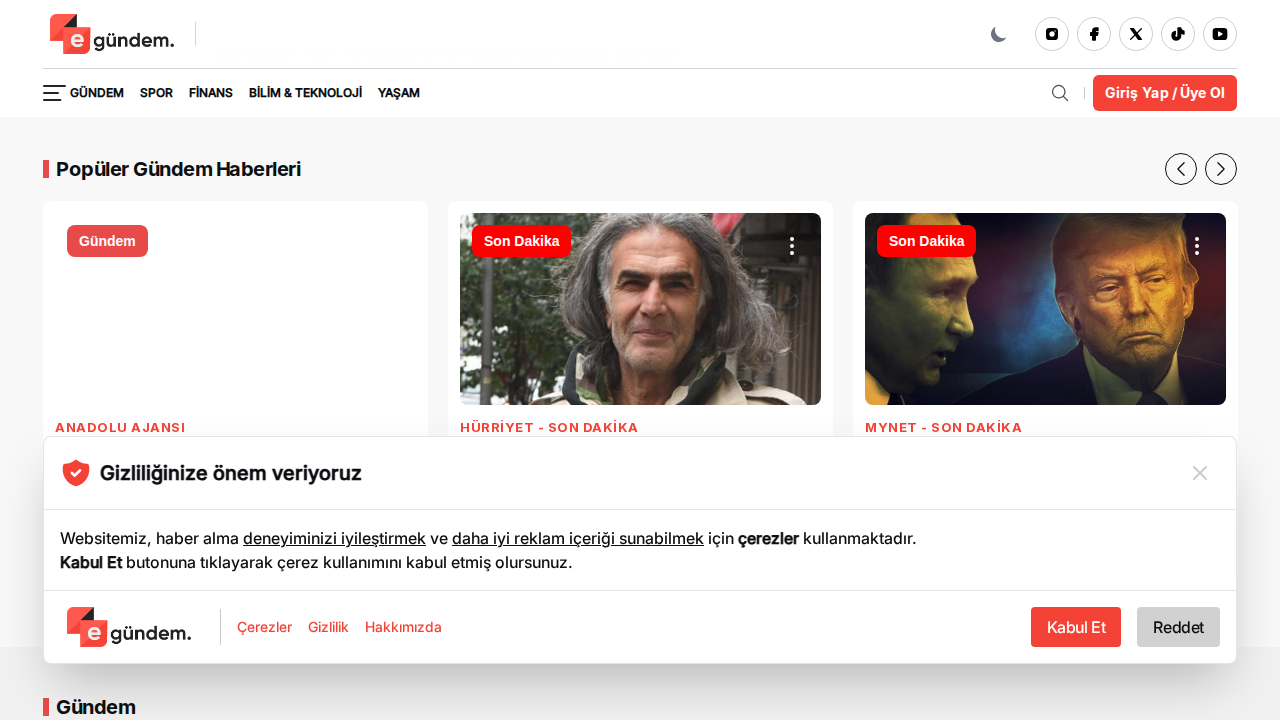 e gündem.
GÜNDEM SPOR FİNANS BİLİM & TEKNOLOJİ YAŞAM
Giriş Yap / Üye Ol
Popüler Gündem Haberleri
Gündem
Son Dakika
Son Dakika
ANADOLU AJANSI
HÜRRİYET - SON DAKİKA
MYNET - SON DAKİKA
Gizliliğinize önem veriyoruz
Websitemiz, haber alma deneyiminizi iyileştirmek ve daha iyi reklam içeriği sunabilmek için çerezler kullanmaktadır.
Kabul Et butonuna tıklayarak çerez kullanımını kabul etmiş olursunuz.
e gündem.
Çerezler Gizlilik Hakkımızda
Kabul Et Reddet
Gündem